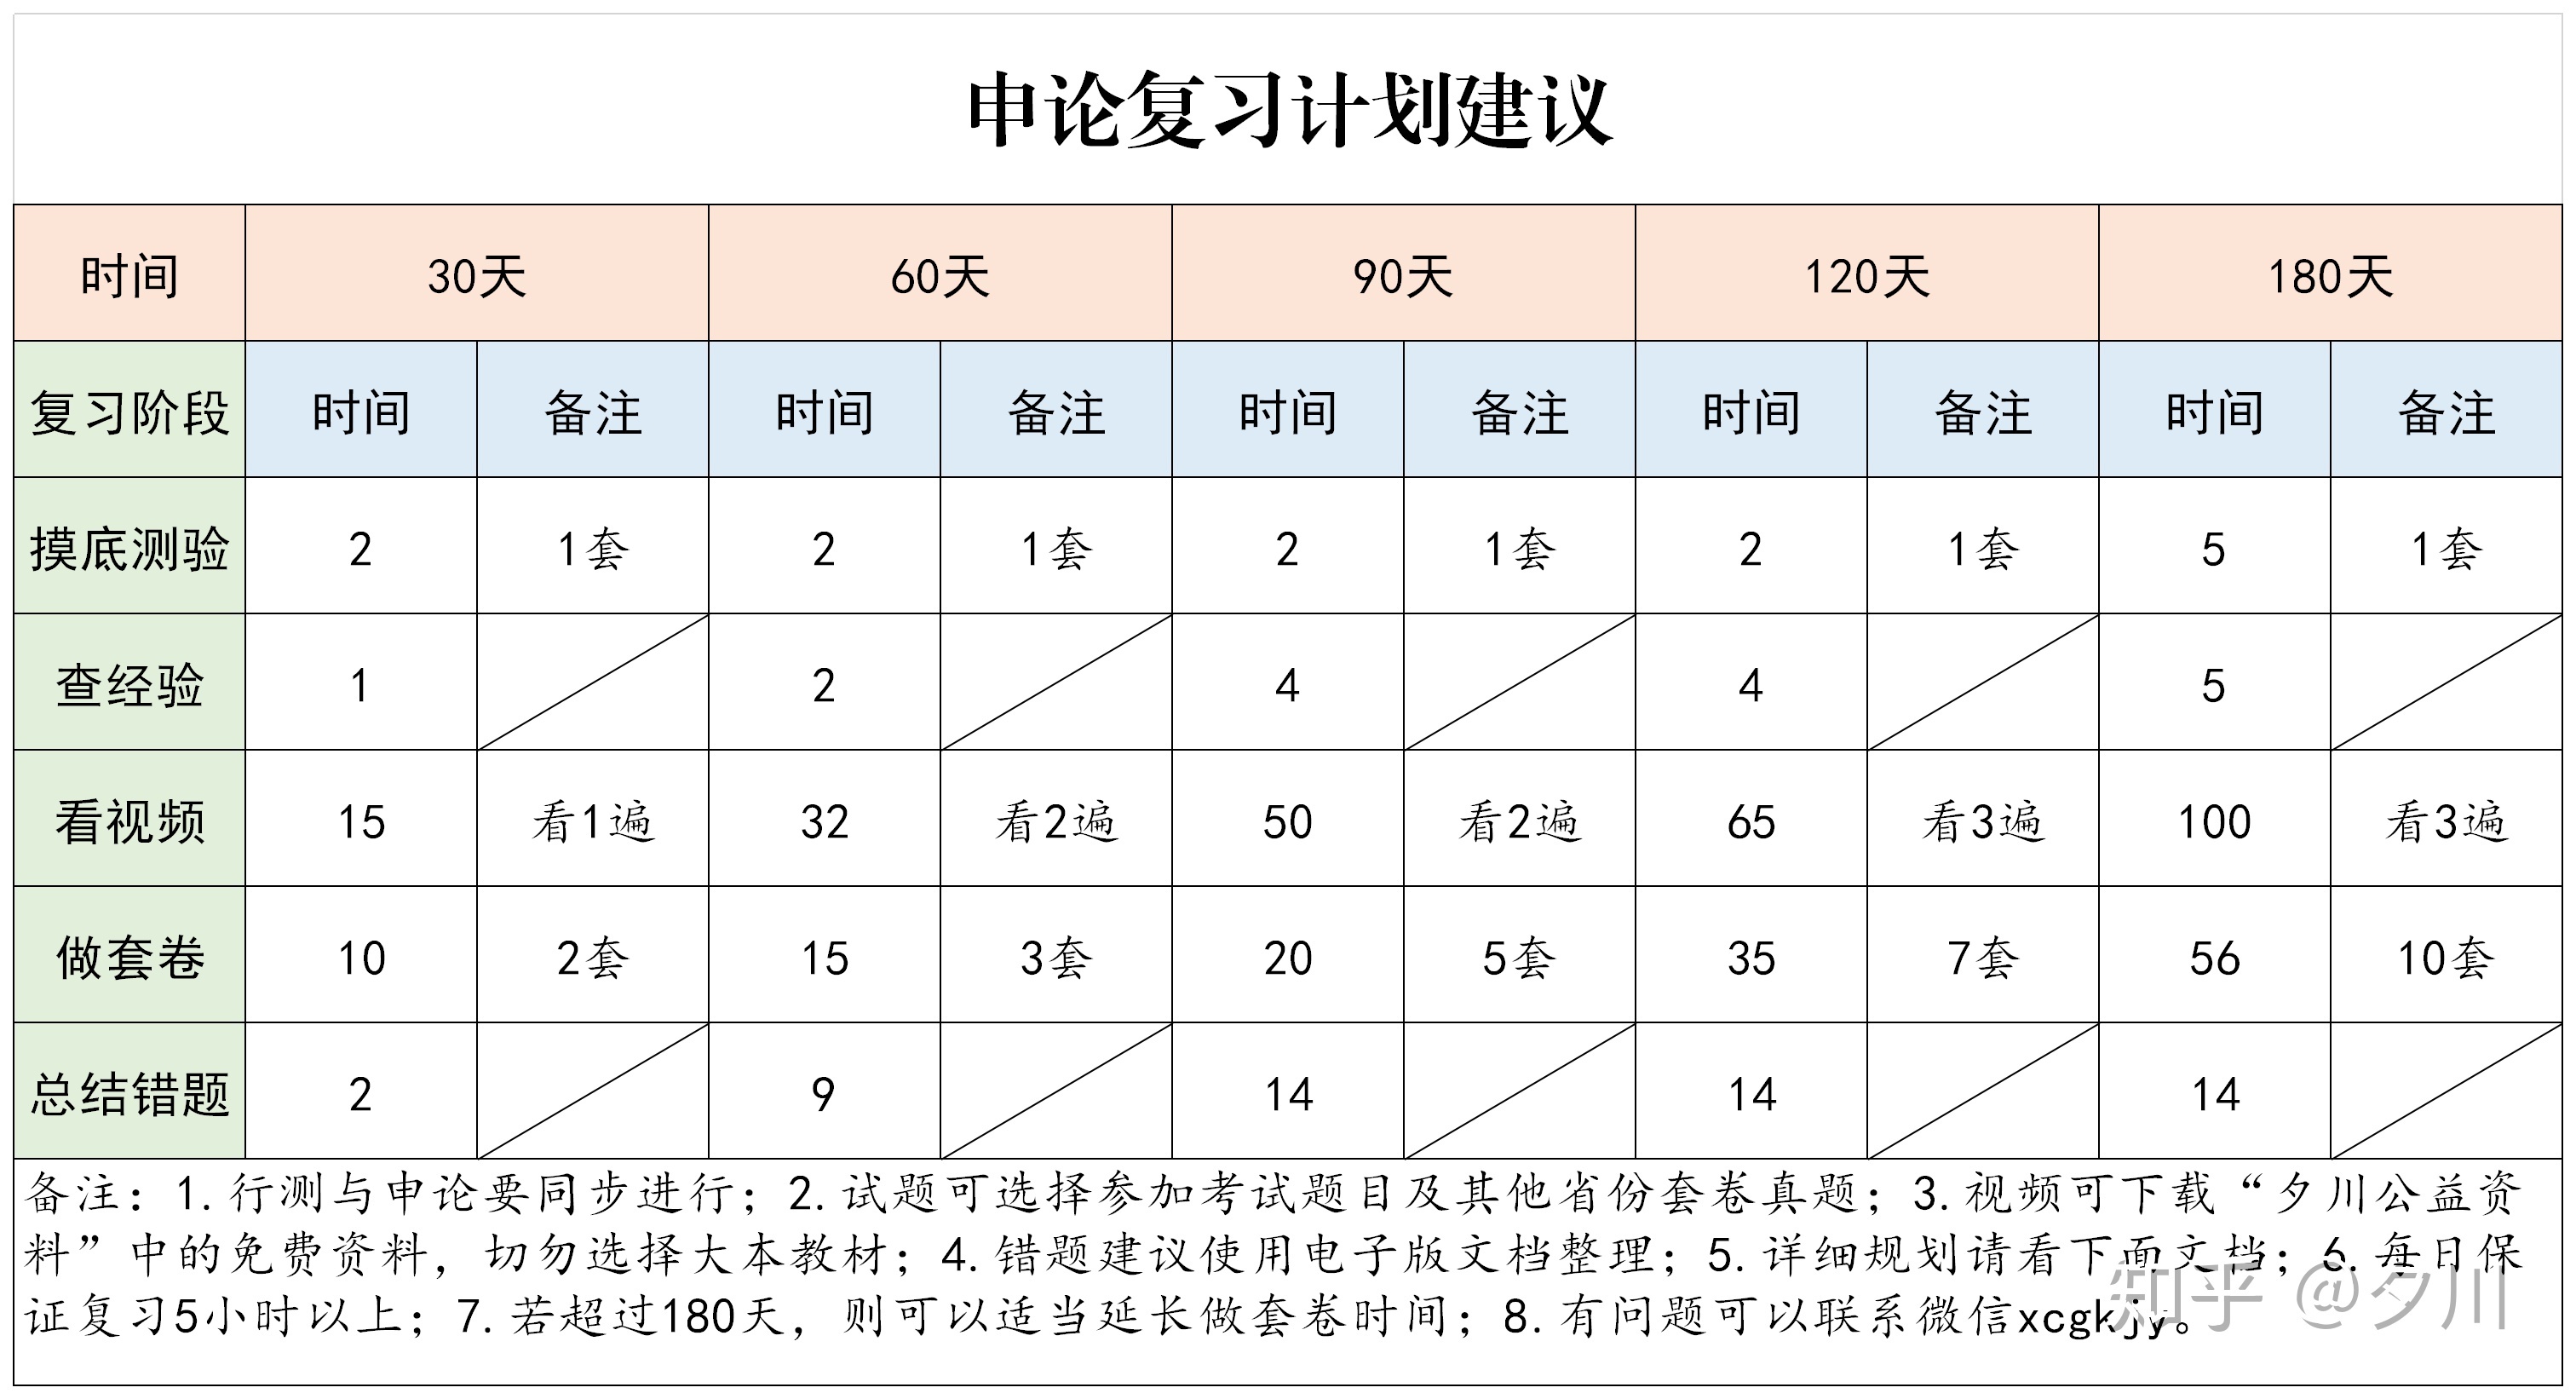 申论复习计划建议
时间 30天 60天 90天 120天 180天
复习阶段 时间 备注 时间 备注 时间 备注 时间 备注 时间 备注
摸底测验 2 1套 2 1套 2 1套 2 1套 5 1套
查经验 1 2 4 4 5
看视频 15 看1遍 32 看2遍 50 看2遍 65 看3遍 100 看3遍
做套卷 10 2套 15 3套 20 5套 35 7套 56 10套
总结错题 2 9 14 14 14
备注：1.行测与申论要同步进行；2.试题可选择参加考试题目及其他省份套卷真题；3.视频可下载“夕川公益资
料”中的免费资料，切勿选择大本教材；4.错题建议使用电子版文档整理；5.详细规划请看下面文档；6.每日保
证复习5小时以上；7.若超过180天，则可以适当延长做套卷时间；8.有问题可以联系微信xcgkjy。
知乎 @夕川